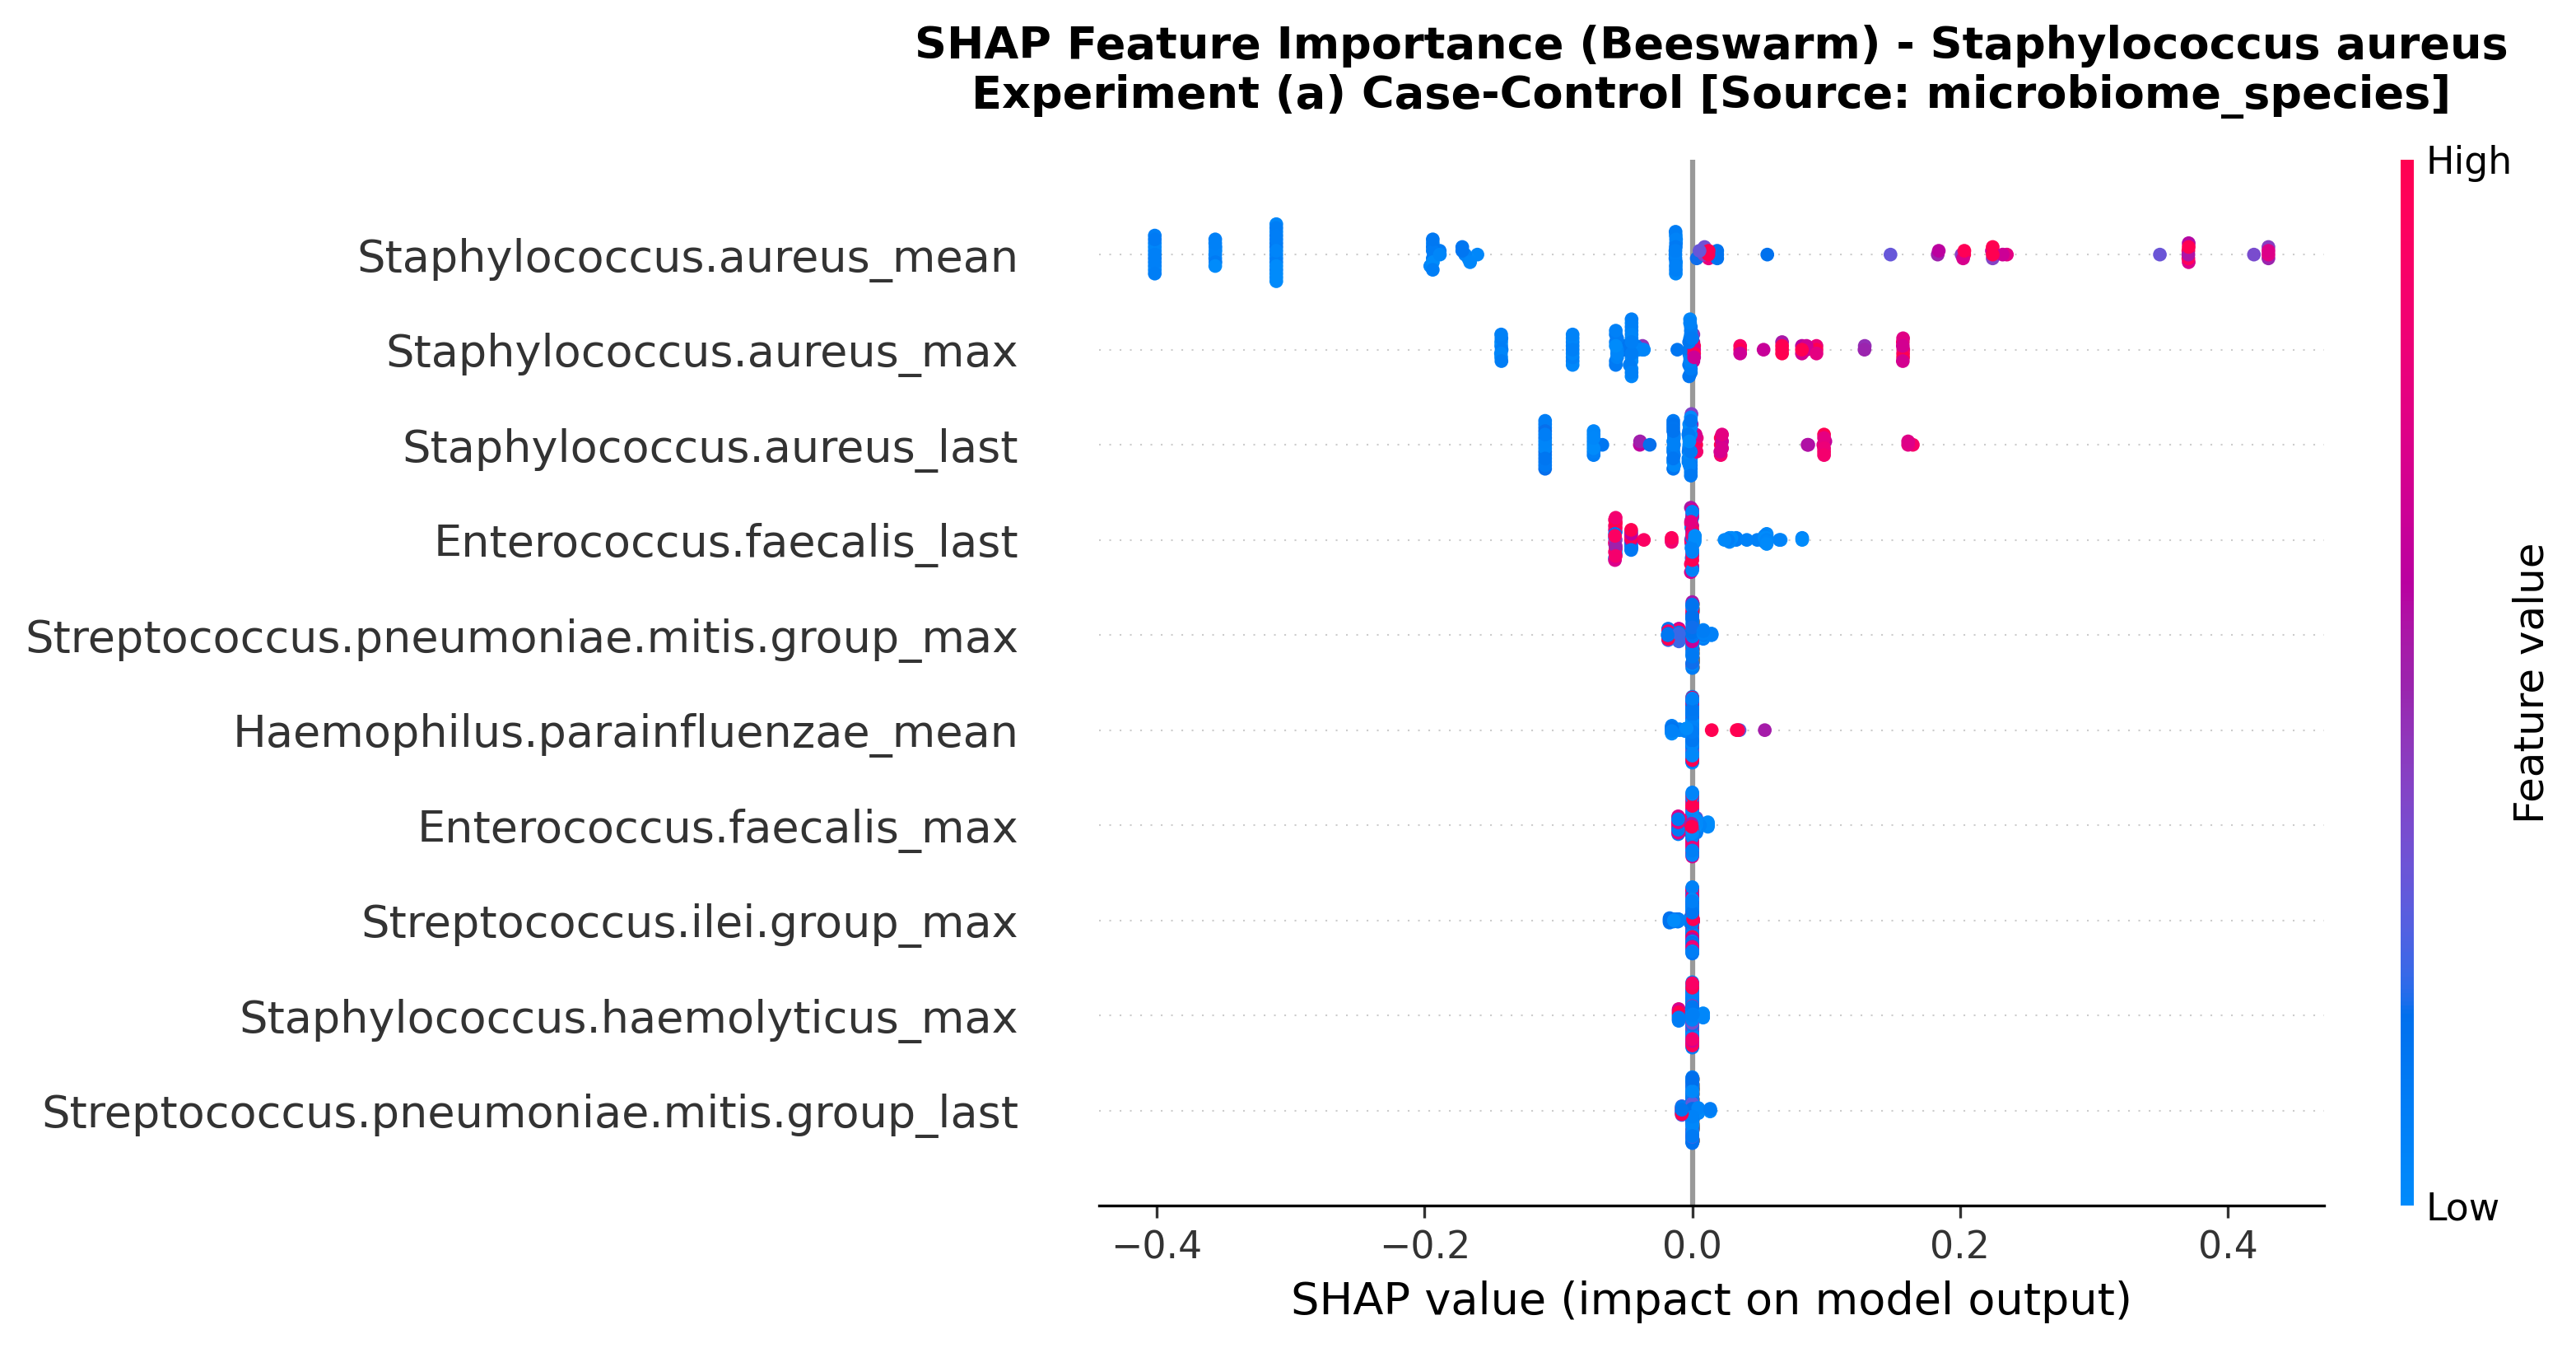 SHAP Feature Importance (Beeswarm) - Staphylococcus aureus
Experiment (a) Case-Control [Source: microbiome_species]
High
Staphylococcus.aureus_mean
Staphylococcus.aureus_max
Staphylococcus.aureus_last
Enterococcus.faecalis_last
Streptococcus.pneumoniae.mitis.group_max
Haemophilus.parainfluenzae_mean
Enterococcus.faecalis_max
Streptococcus.ilei.group_max
Staphylococcus.haemolyticus_max
Streptococcus.pneumoniae.mitis.group_last
Feature value
Low
−0.4 −0.2 0.0 0.2 0.4
SHAP value (impact on model output)